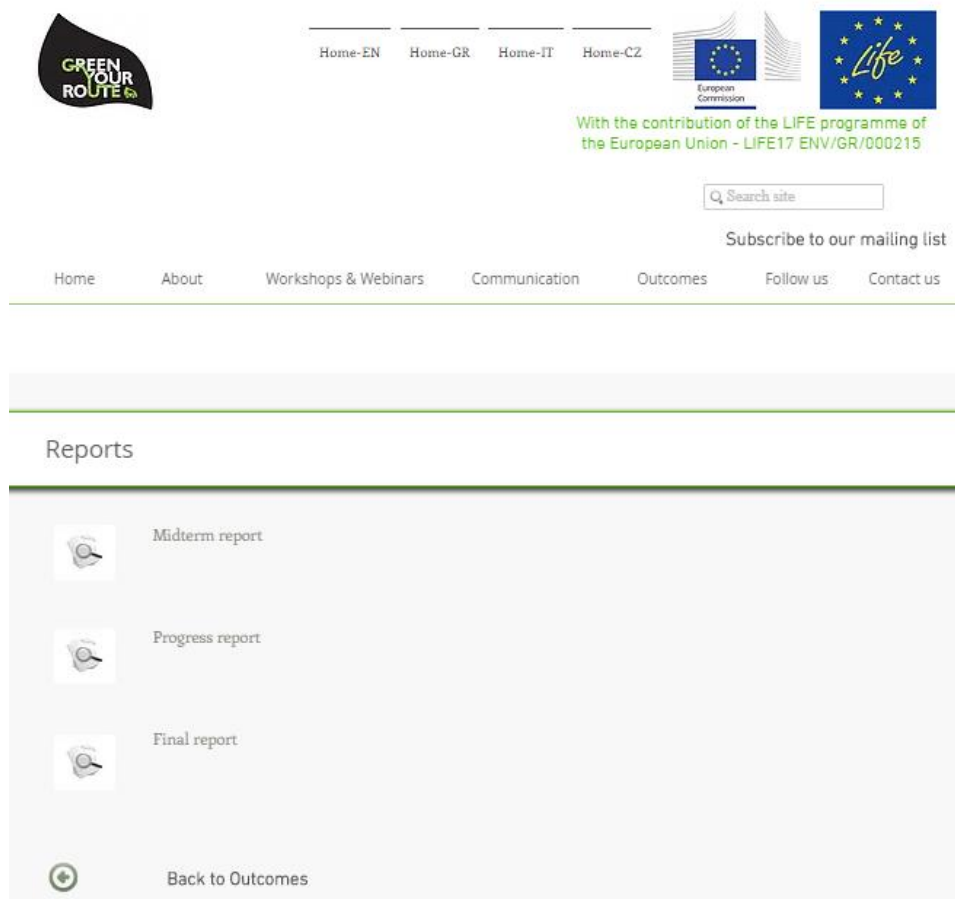 GREEN
YOUR
ROUTE
Home-EN
Home-GR
Home-IT
Home-CZ
European
Commission
Life
With the contribution of the LIFE programme of
the European Union - LIFE17 ENV/GR/000215
Search site
Subscribe to our mailing list
Home
About
Workshops & Webinars
Communication
Outcomes
Follow us
Contact us
Reports
Midterm report
Progress report
Final report
Back to Outcomes